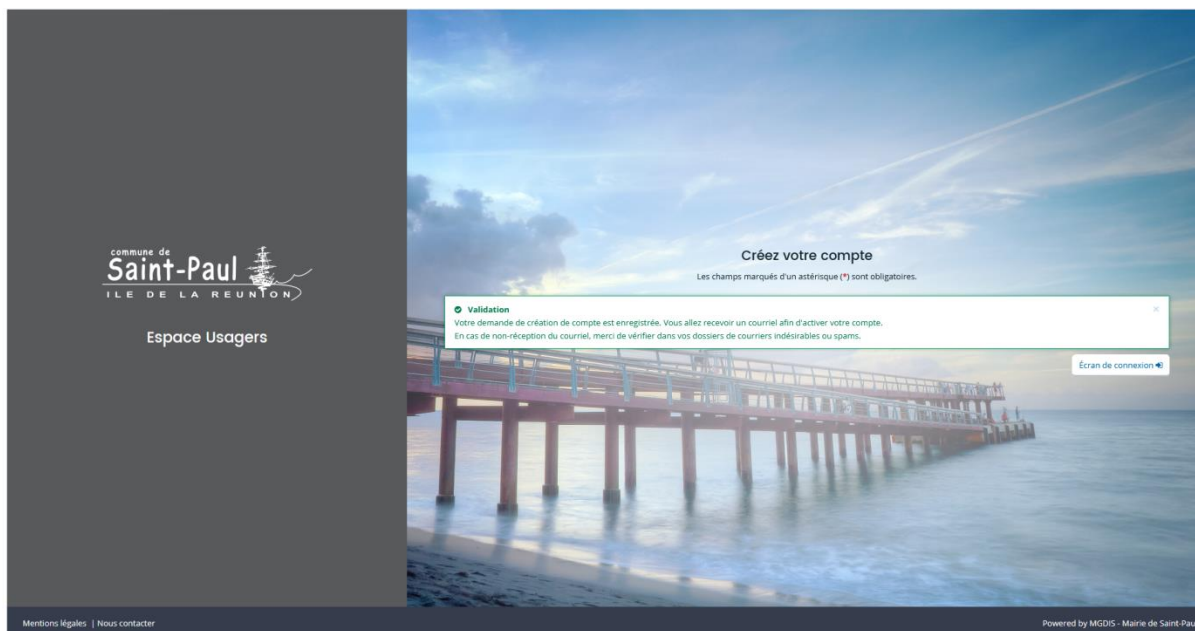 commune de
Saint-Paul
ILE DE LA REUNION
Espace Usagers
Créez votre compte
Les champs marqués d'un astérisque (*) sont obligatoires.
Validation
Votre demande de création de compte est enregistrée. Vous allez recevoir un courriel afin d'activer votre compte.
En cas de non-réception du courriel, merci de vérifier dans vos dossiers de courriers indésirables ou spams.
Écran de connexion
Mentions légales | Nous contacter
Powered by MGDIS - Mairie de Saint-Paul